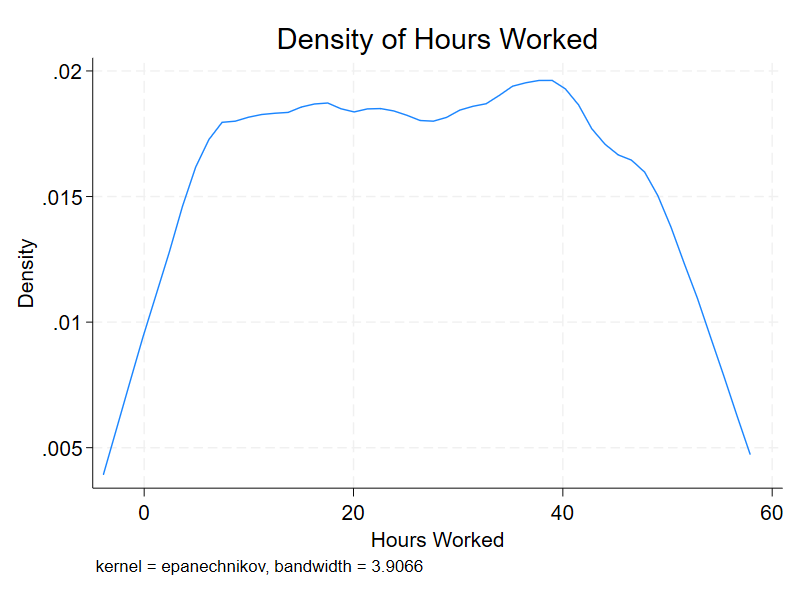 Density of Hours Worked
.02
.015
.01
.005
Density
0 20 40 60
Hours Worked
kernel = epanechnikov, bandwidth = 3.9066